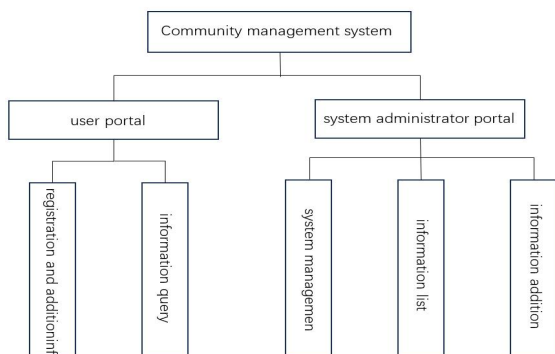 Community management system
user portal
system administrator portal
registration and additioninf
information query
system managemen
information list
information addition